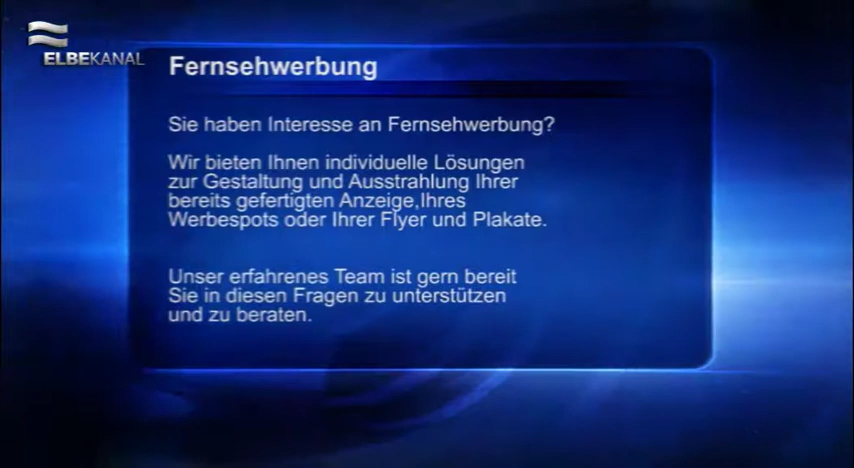 ELBEKANAL
Fernsehwerbung
Sie haben Interesse an Fernsehwerbung?
Wir bieten Ihnen individuelle Lösungen
zur Gestaltung und Ausstrahlung Ihrer
bereits gefertigten Anzeige,Ihres
Werbespots oder Ihrer Flyer und Plakate.
Unser erfahrenes Team ist gern bereit
Sie in diesen Fragen zu unterstützen
und zu beraten.